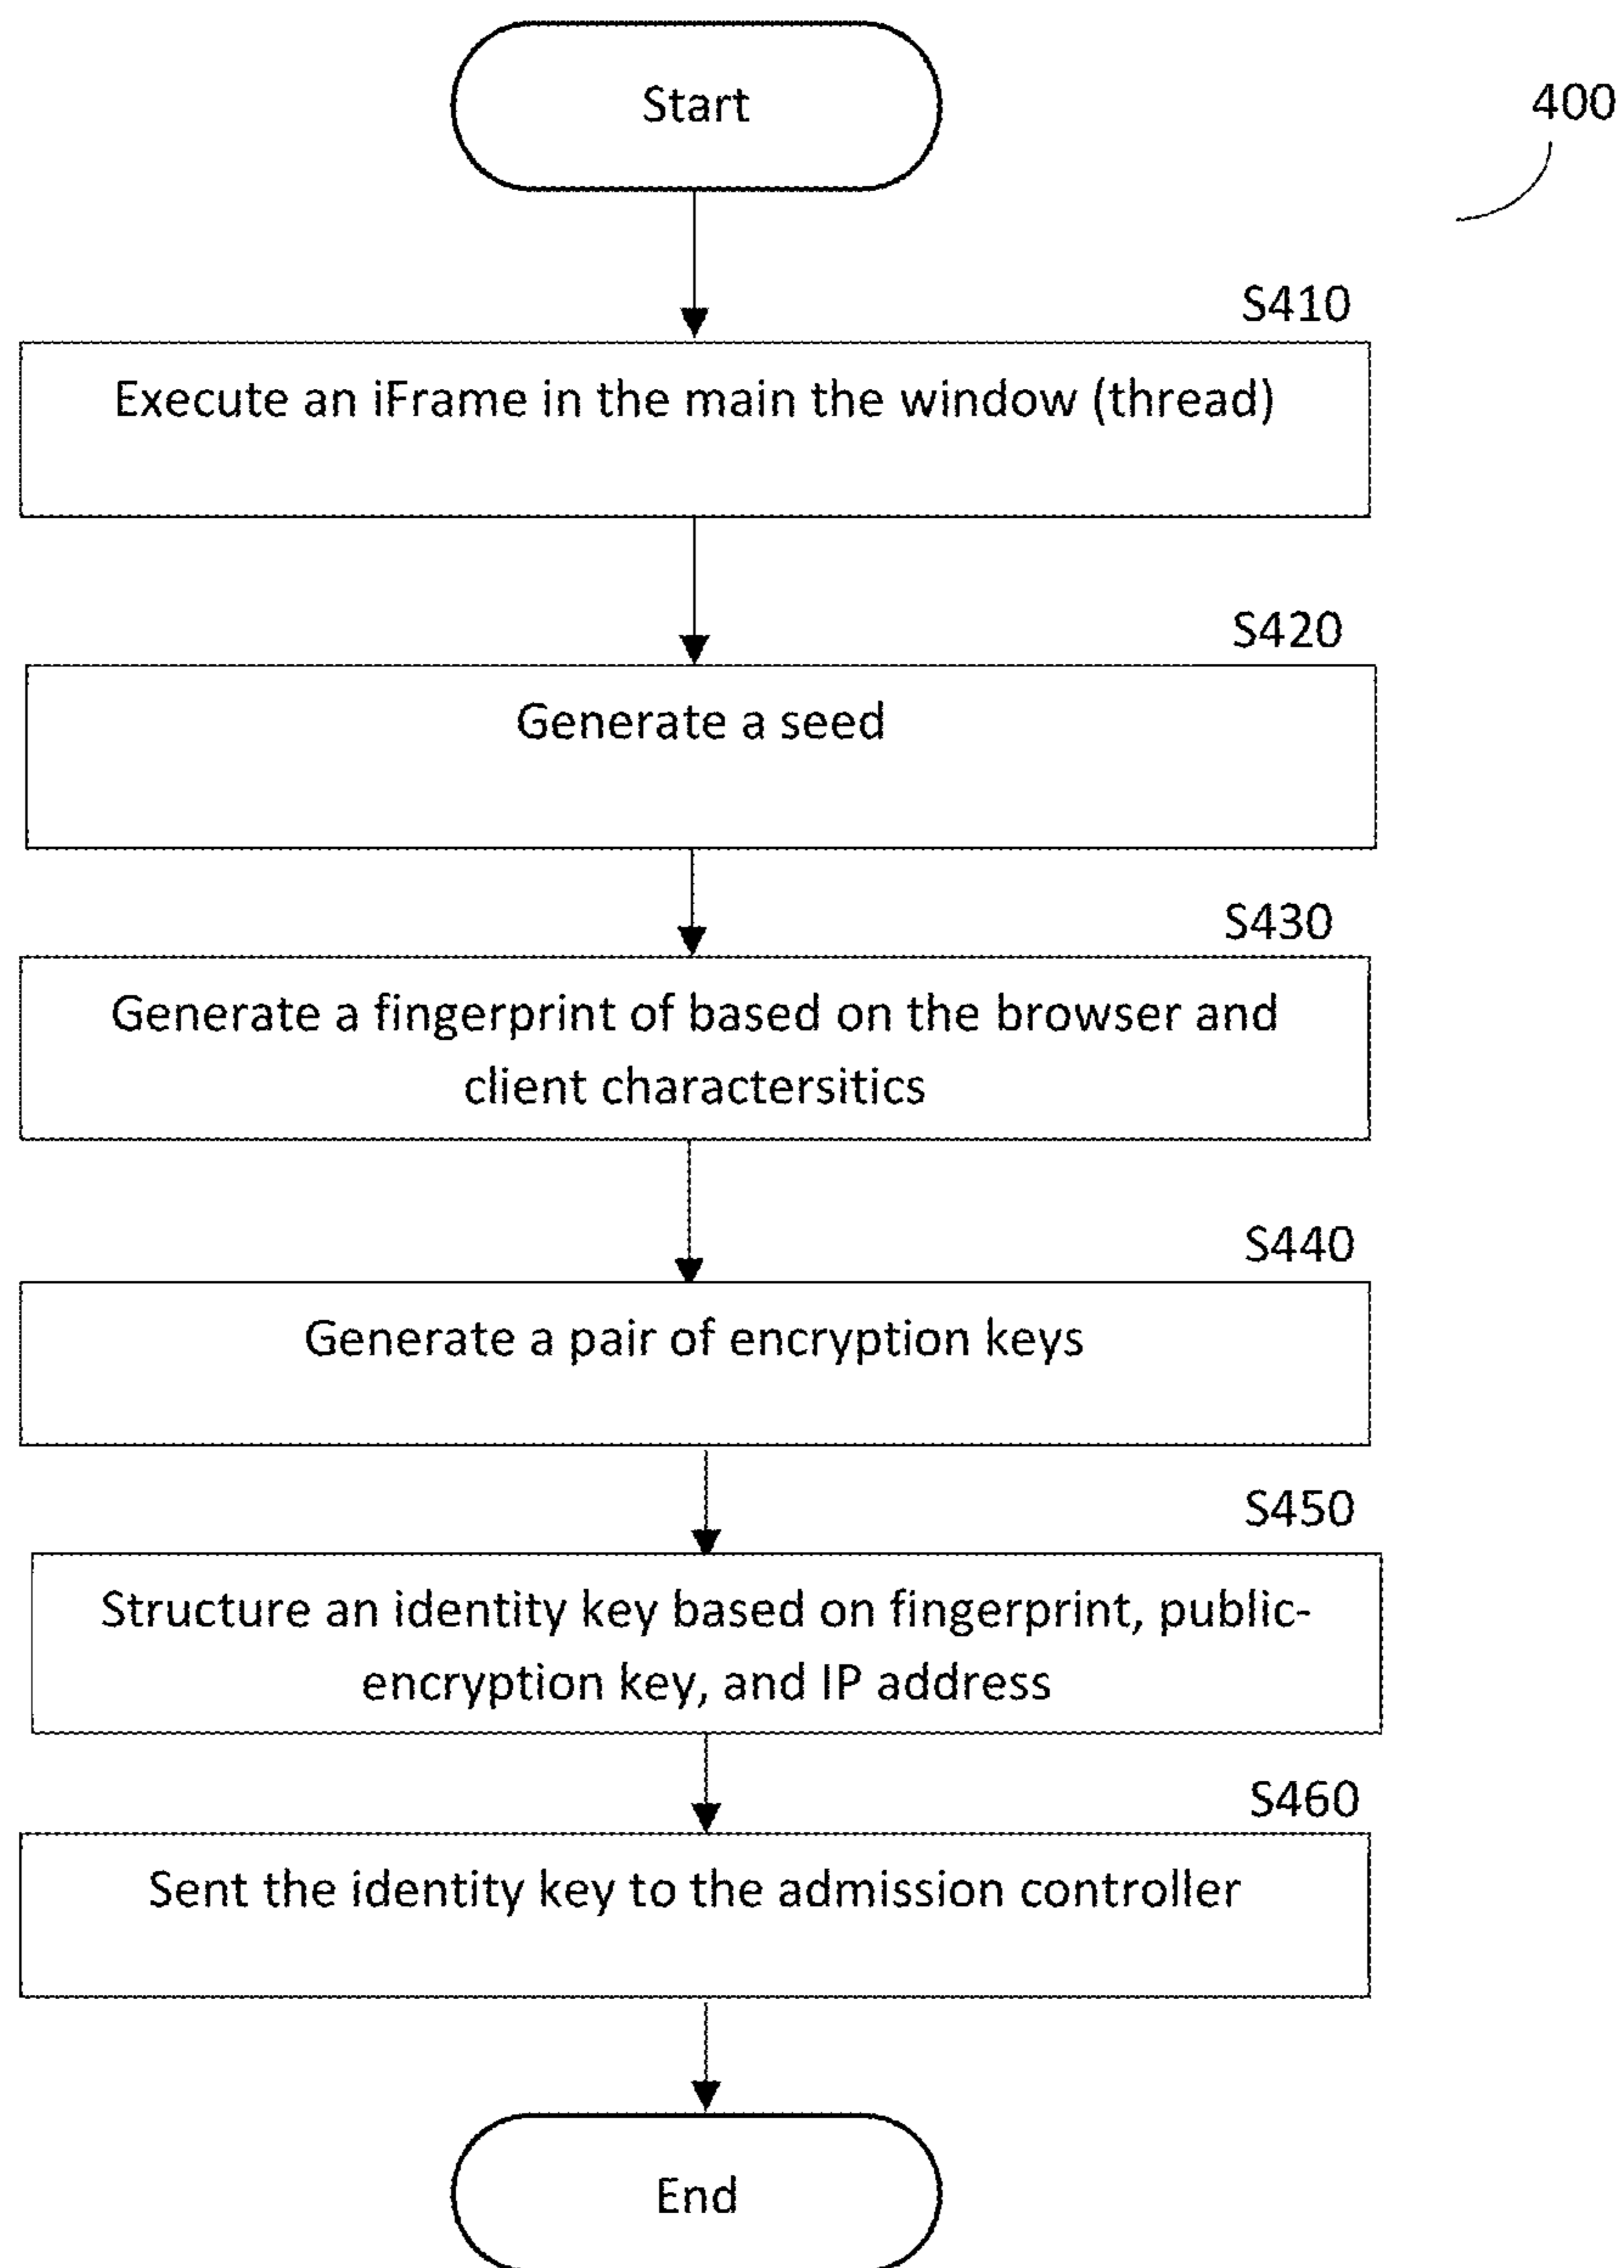 Start
400
S410
Execute an iFrame in the main the window (thread)
S420
Generate a seed
S430
Generate a fingerprint of based on the browser and
client charactersitics
S440
Generate a pair of encryption keys
S450
Structure an identity key based on fingerprint, public-
encryption key, and IP address
S460
Sent the identity key to the admission controller
End